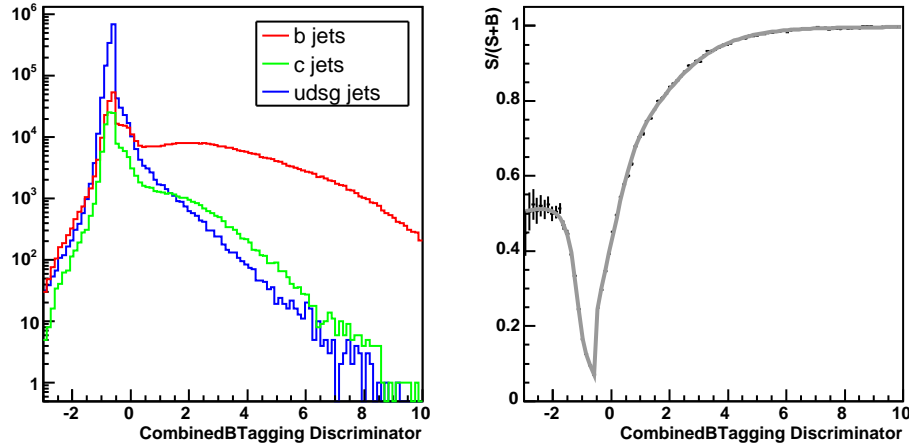 10^6
10^5
10^4
10^3
10^2
10
1
b jets
c jets
udsg jets
-2 0 2 4 6 8 10
CombinedBTagging Discriminator
S/(S+B)
1
0.8
0.6
0.4
0.2
0
-2 0 2 4 6 8 10
CombinedBTagging Discriminator